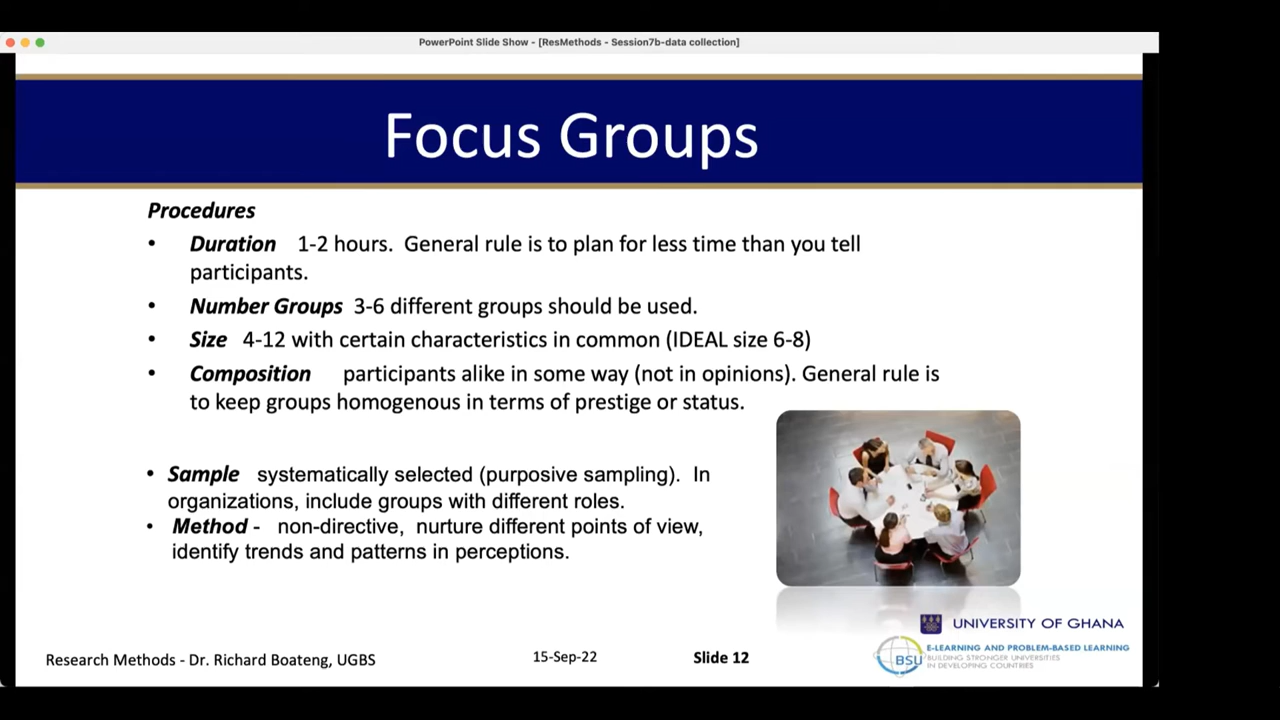 PowerPoint Slide Show - [ResMethods - Session7b-data collection]
Focus Groups
Procedures
• Duration 1-2 hours. General rule is to plan for less time than you tell
participants.
• Number Groups 3-6 different groups should be used.
• Size 4-12 with certain characteristics in common (IDEAL size 6-8)
• Composition participants alike in some way (not in opinions). General rule is
to keep groups homogenous in terms of prestige or status.
• Sample systematically selected (purposive sampling). In
organizations, include groups with different roles.
• Method - non-directive, nurture different points of view,
identify trends and patterns in perceptions.
UNIVERSITY OF GHANA
BSU
E-LEARNING AND PROBLEM-BASED LEARNING
BUILDING STRONGER UNIVERSITIES
IN DEVELOPING COUNTRIES
Research Methods - Dr. Richard Boateng, UGBS
15-Sep-22
Slide 12